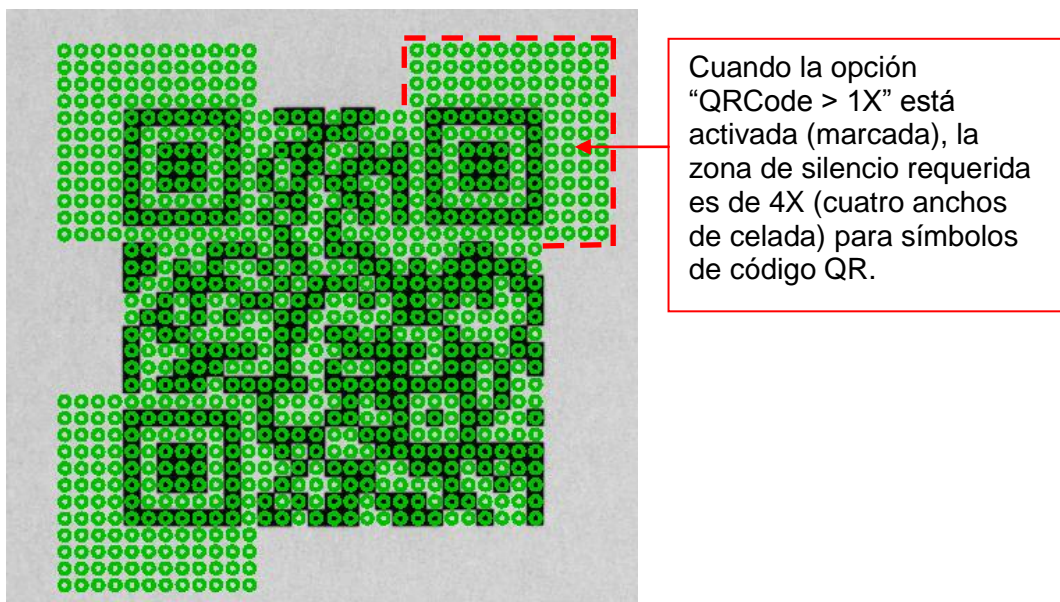 Cuando la opción
“QRCode > 1X” está
activada (marcada), la
zona de silencio requerida
es de 4X (cuatro anchos
de celada) para símbolos
de código QR.